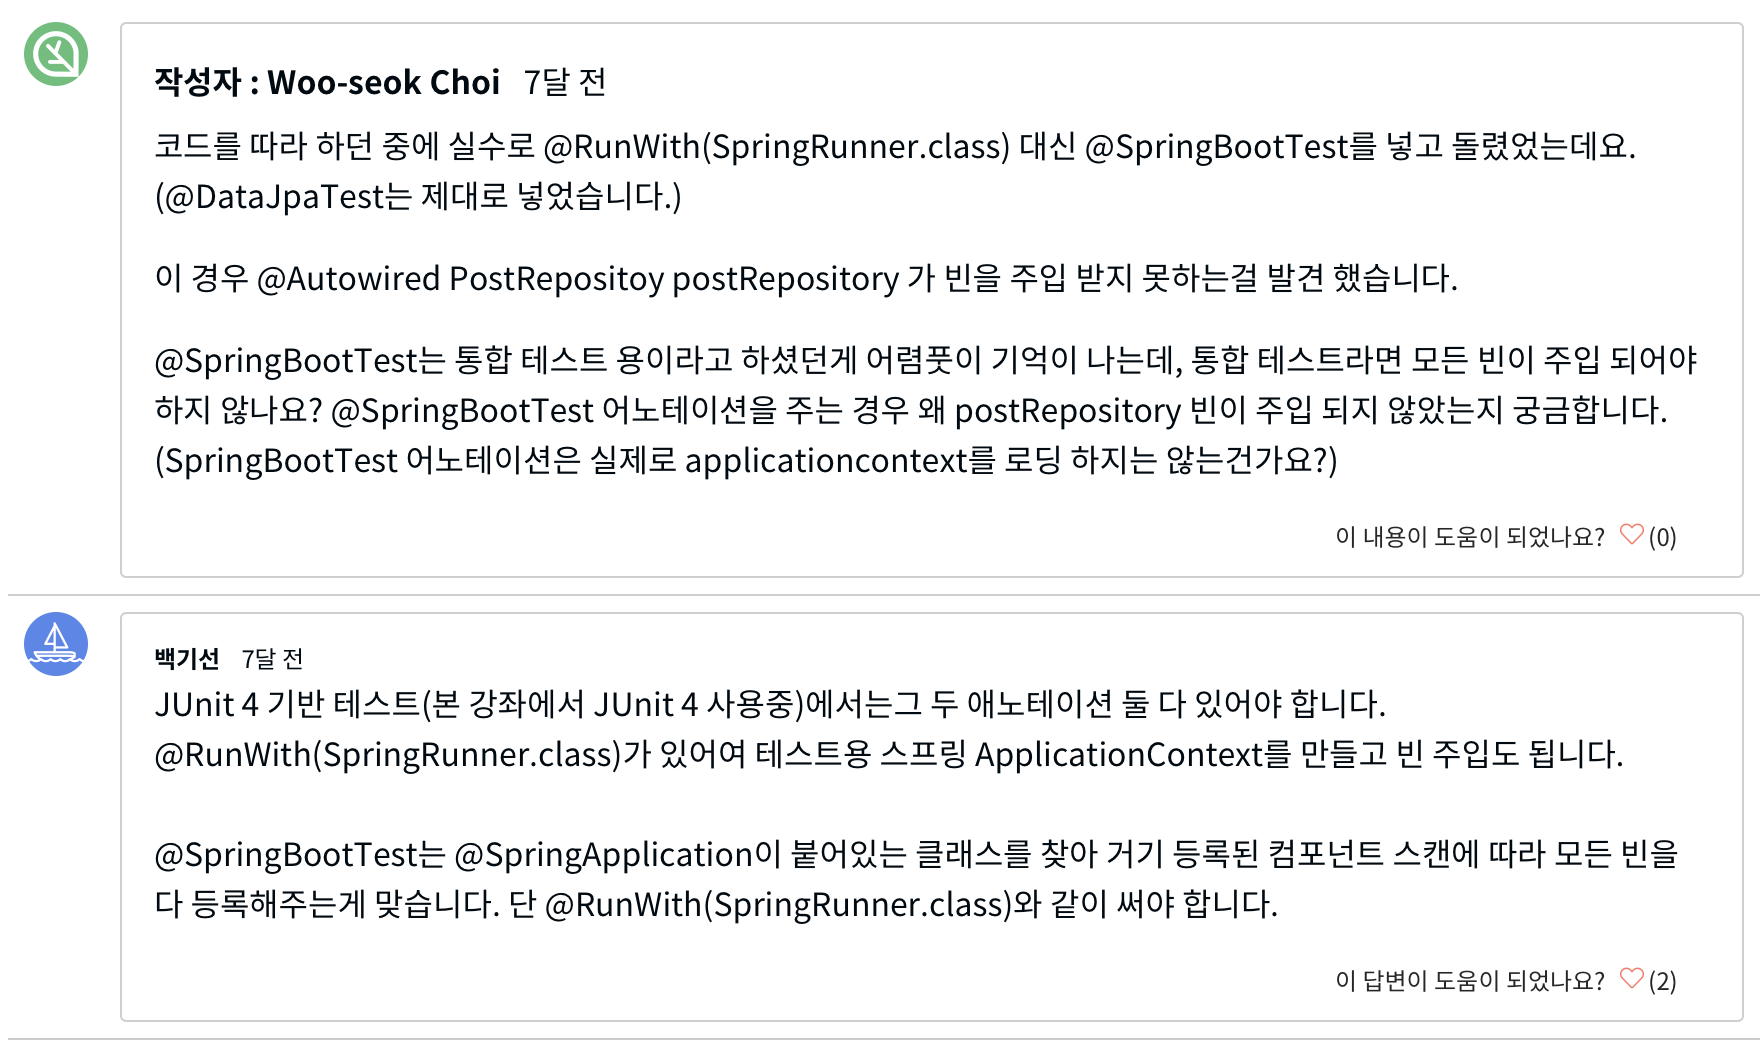 작성자 : Woo-seok Choi 7달 전
코드를 따라 하던 중에 실수로 @RunWith(SpringRunner.class) 대신 @SpringBootTest를 넣고 돌렸었는데요.
(@DataJpaTest는 제대로 넣었습니다.)
이 경우 @Autowired PostRepositoy postRepository 가 빈을 주입 받지 못하는걸 발견 했습니다.
@SpringBootTest는 통합 테스트 용이라고 하셨던게 어렴풋이 기억이 나는데, 통합 테스트라면 모든 빈이 주입 되어야
하지 않나요? @SpringBootTest 어노테이션을 주는 경우 왜 postRepository 빈이 주입 되지 않았는지 궁금합니다.
(SpringBootTest 어노테이션은 실제로 applicationcontext를 로딩 하지는 않는건가요?)
이 내용이 도움이 되었나요? ♡(0)
백기선 7달 전
JUnit 4 기반 테스트(본 강좌에서 JUnit 4 사용중)에서는그 두 애노테이션 둘 다 있어야 합니다.
@RunWith(SpringRunner.class)가 있어여 테스트용 스프링 ApplicationContext를 만들고 빈 주입도 됩니다.
@SpringBootTest는 @SpringApplication이 붙어있는 클래스를 찾아 거기 등록된 컴포넌트 스캔에 따라 모든 빈을
다 등록해주는게 맞습니다. 단 @RunWith(SpringRunner.class)와 같이 써야 합니다.
이 답변이 도움이 되었나요? ♡(2)